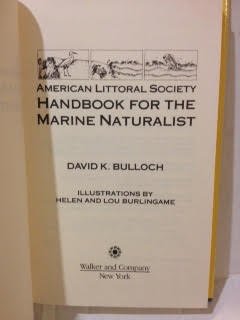 AMERICAN LITTORAL SOCIETY
HANDBOOK FOR THE
MARINE NATURALIST
DAVID K. BULLOCH
ILLUSTRATIONS BY
HELEN AND LOU BURLINGAME
Walker and Company
New York